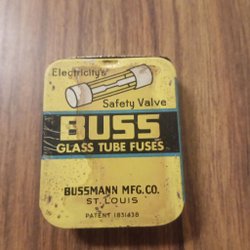 Electricity's
Safety Valve
BUSS
GLASS TUBE FUSES
BUSSMANN MFG. CO.
ST. LOUIS
PATENT 1831438